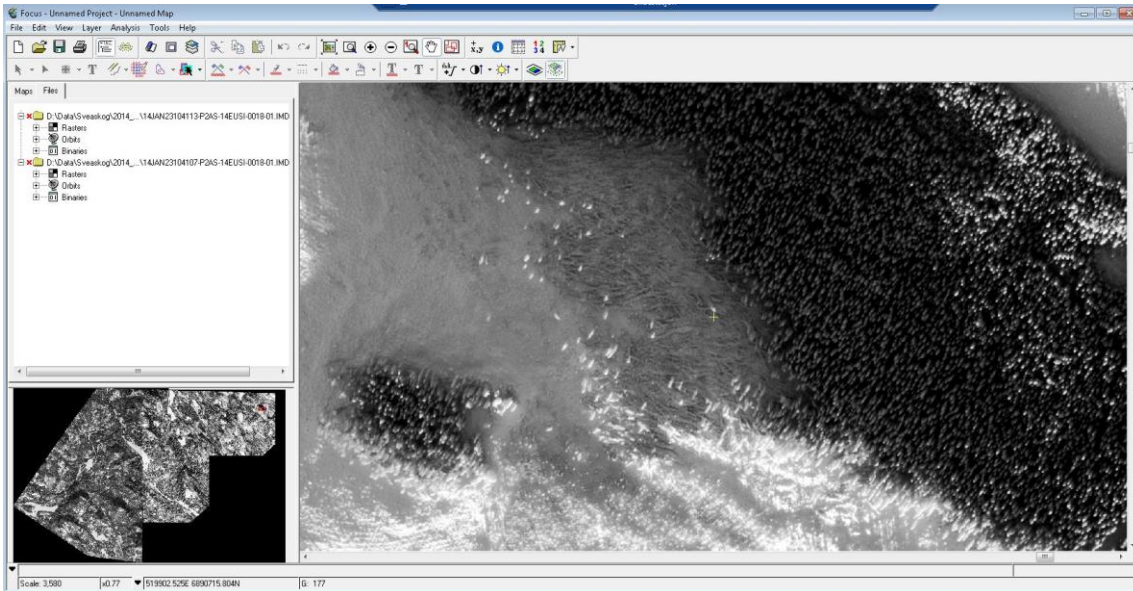 Focus - Unnamed Project - Unnamed Map
File Edit View Layer Analysis Tools Help
Maps Files
D:\Data\Sveaskog\2014_...\14JAN23104113-P2AS-14EUSI-0018-01.IMD
Rasters
Orbits
Binaries
D:\Data\Sveaskog\2014_...\14JAN23104107-P2AS-14EUSI-0018-01.IMD
Rasters
Orbits
Binaries
Scale: 3,580 x0.77 519902.525E 6890715.804N G: 177